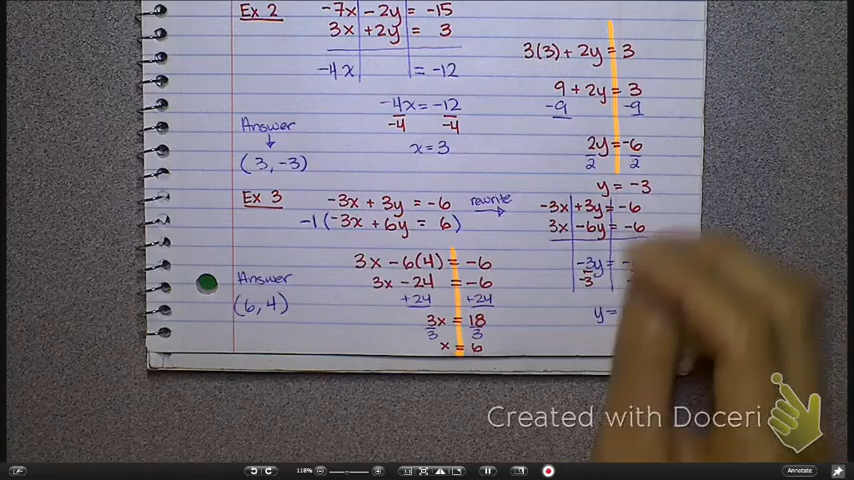 Ex 2
-7x - 2y = -15
3x + 2y = 3
-4x = -12
-4x = -12
-4 -4
x = 3
Answer
↓
(3, -3)
3(3) + 2y = 3
9 + 2y = 3
-9 -9
2y = -6
2 2
y = -3
Ex 3
-3x + 3y = -6
-1(-3x + 6y = 6)
rewrite
→
-3x + 3y = -6
3x - 6y = -6
-3y =
-3
y =
3x - 6(4) = -6
3x - 24 = -6
+24 +24
3x = 18
3 3
x = 6
Answer
(6, 4)
Created with Doceri
118%
Annotate